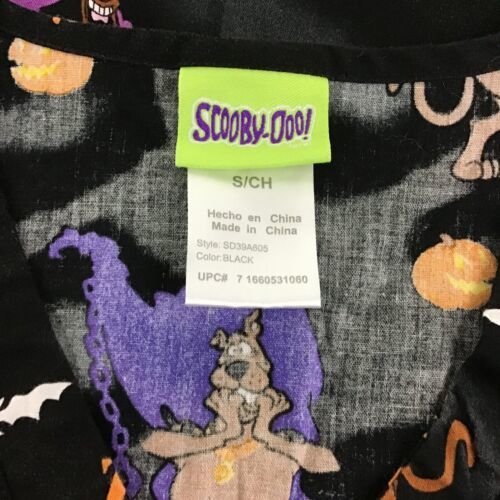 SCOOBY-DOO!
S/CH
Hecho en China
Made in China
Style: SD39A605
Color: BLACK
UPC# 7 1660531060